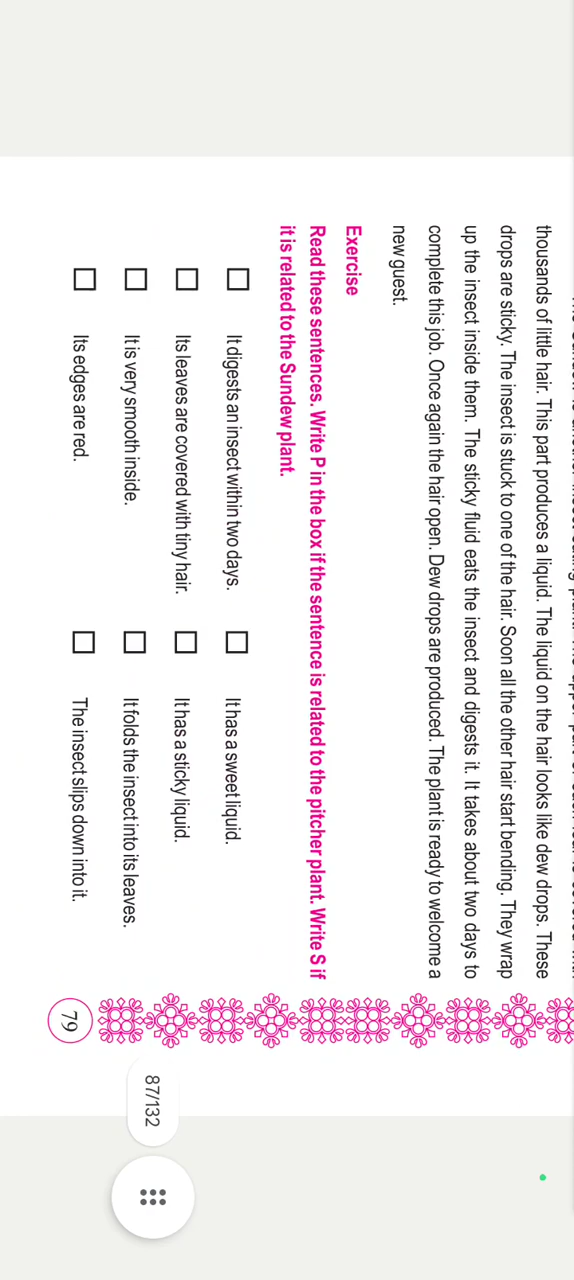 thousands of little hair. This part produces a liquid. The liquid on the hair looks like dew drops. These
drops are sticky. The insect is stuck to one of the hair. Soon all the other hair start bending. They wrap
up the insect inside them. The sticky fluid eats the insect and digests it. It takes about two days to
complete this job. Once again the hair open. Dew drops are produced. The plant is ready to welcome a
new guest.
Exercise
Read these sentences. Write P in the box if the sentence is related to the pitcher plant. Write S if
it is related to the Sundew plant.
It digests an insect within two days.
It has a sweet liquid.
Its leaves are covered with tiny hair.
It has a sticky liquid.
It is very smooth inside.
It folds the insect into its leaves.
Its edges are red.
The insect slips down into it.
79
87/132